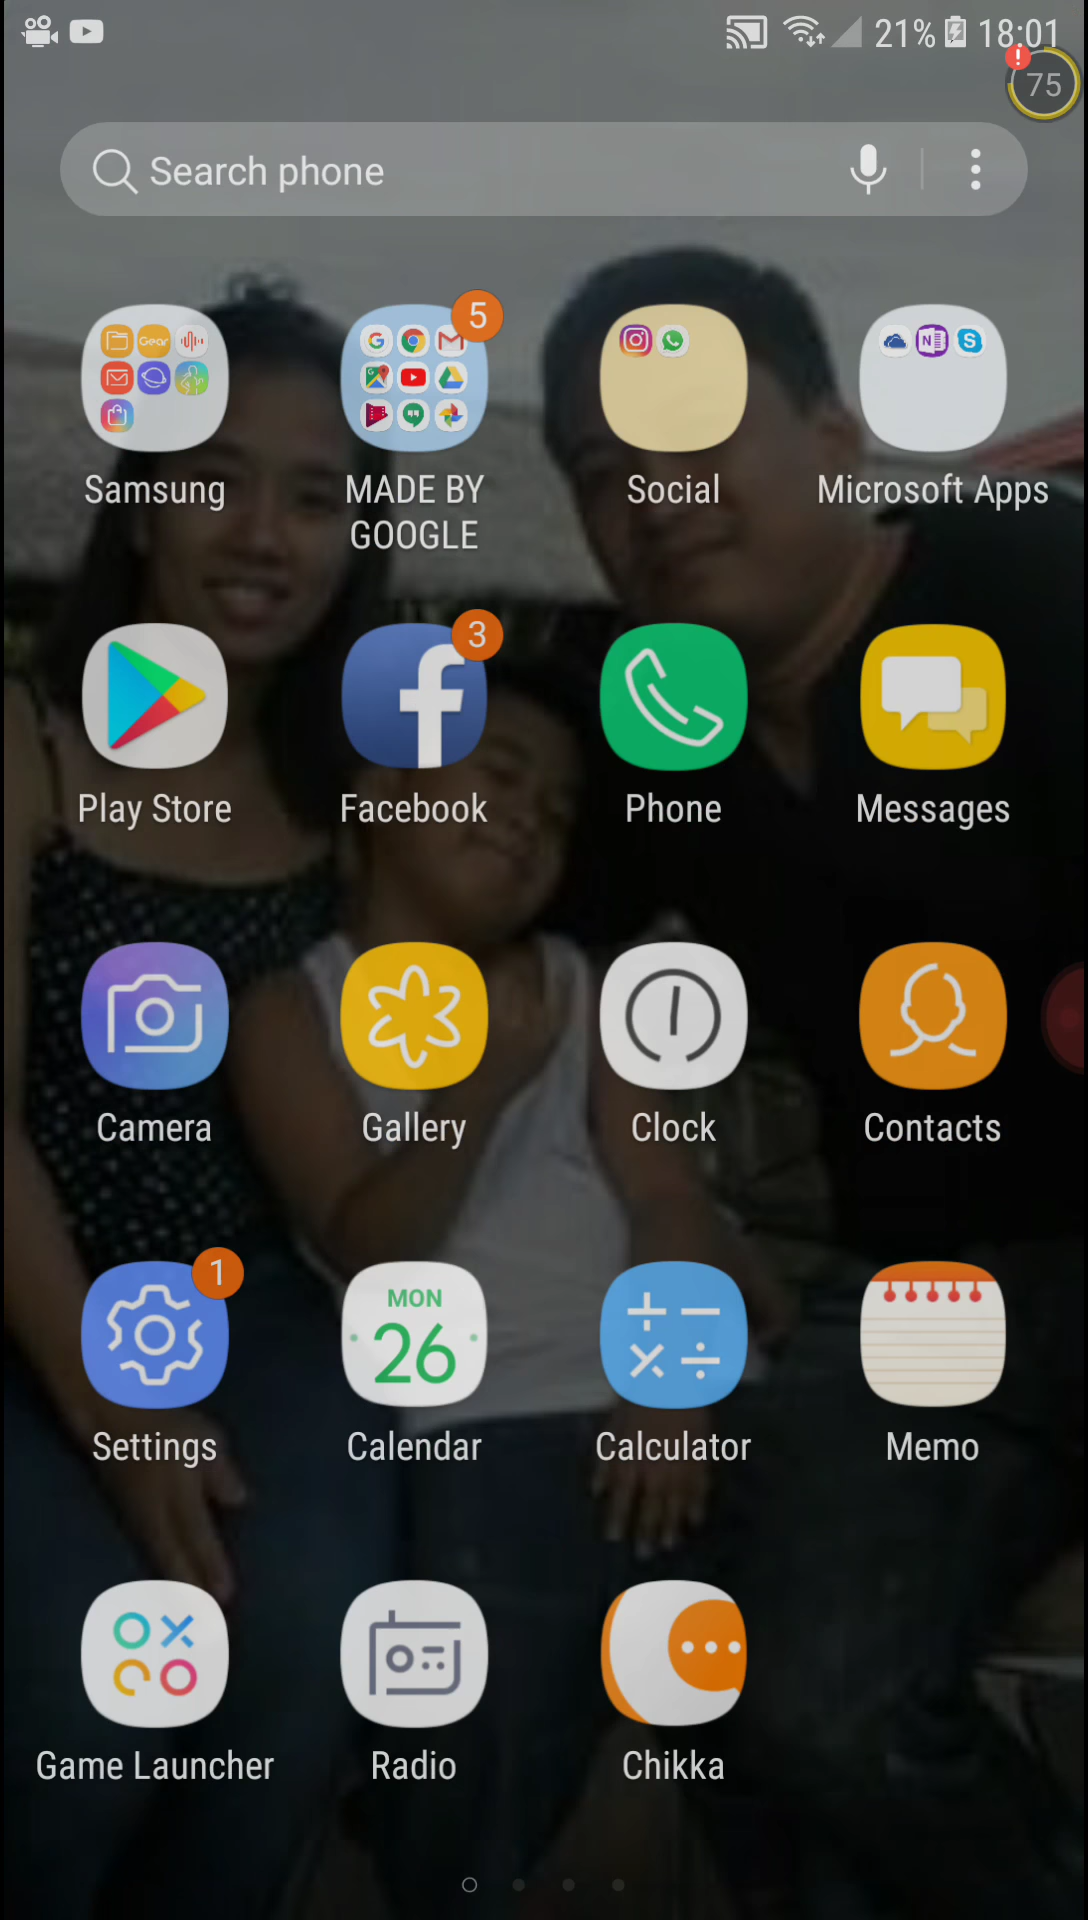 21% 18:01
75
Search phone
Gear
5
G
N
S
Samsung
MADE BY
GOOGLE
Social
Microsoft Apps
3
f
Play Store
Facebook
Phone
Messages
Camera
Gallery
Clock
Contacts
1
MON
26
Settings
Calendar
Calculator
Memo
Game Launcher
Radio
Chikka